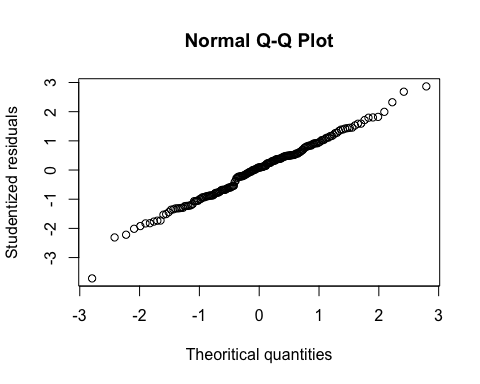 Normal Q-Q Plot
Studentized residuals
3
2
1
0
-1
-2
-3
-3 -2 -1 0 1 2 3
Theoritical quantities